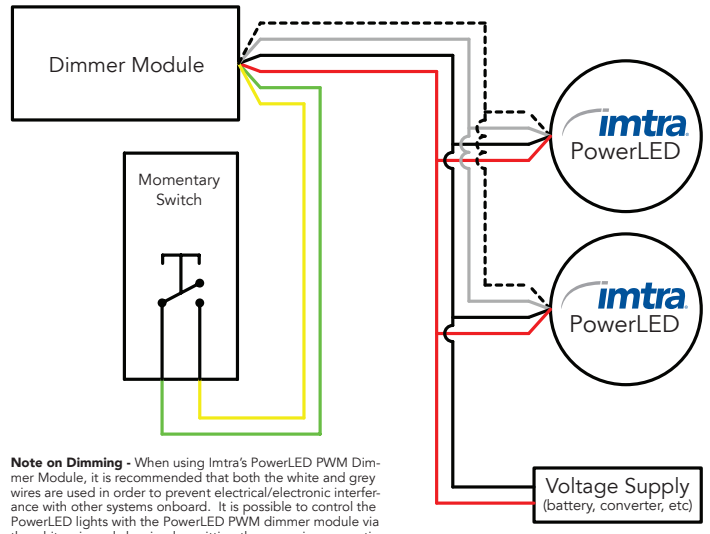 Dimmer Module
imtra
PowerLED
Momentary
Switch
imtra
PowerLED
Note on Dimming - When using Imtra's PowerLED PWM Dim-
mer Module, it is recommended that both the white and grey
wires are used in order to prevent electrical/electronic interfer-
ance with other systems onboard. It is possible to control the
PowerLED lights with the PowerLED PWM dimmer module via
Voltage Supply
(battery, converter, etc)